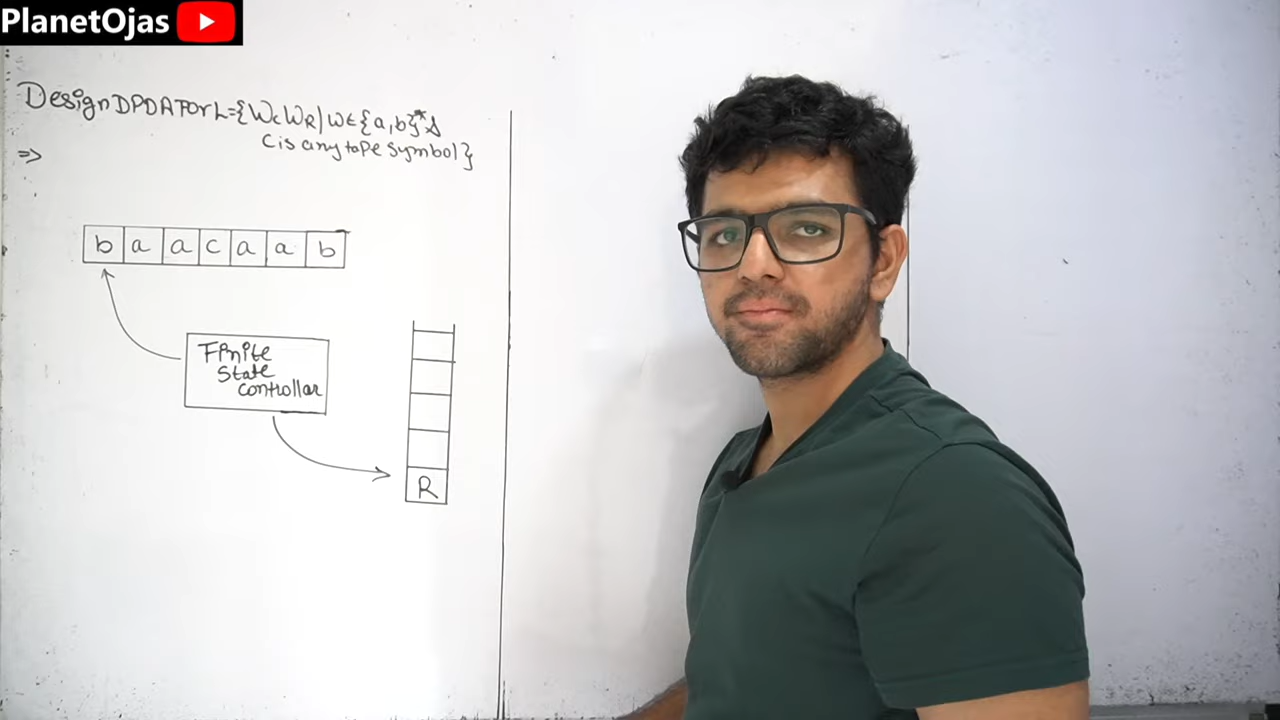 PlanetOjas
Design DPDA For L={WcWR|w∈{a,b}*&
C is any tape symbol}
=>
b a a c a a b
Finite
State
controllar
R